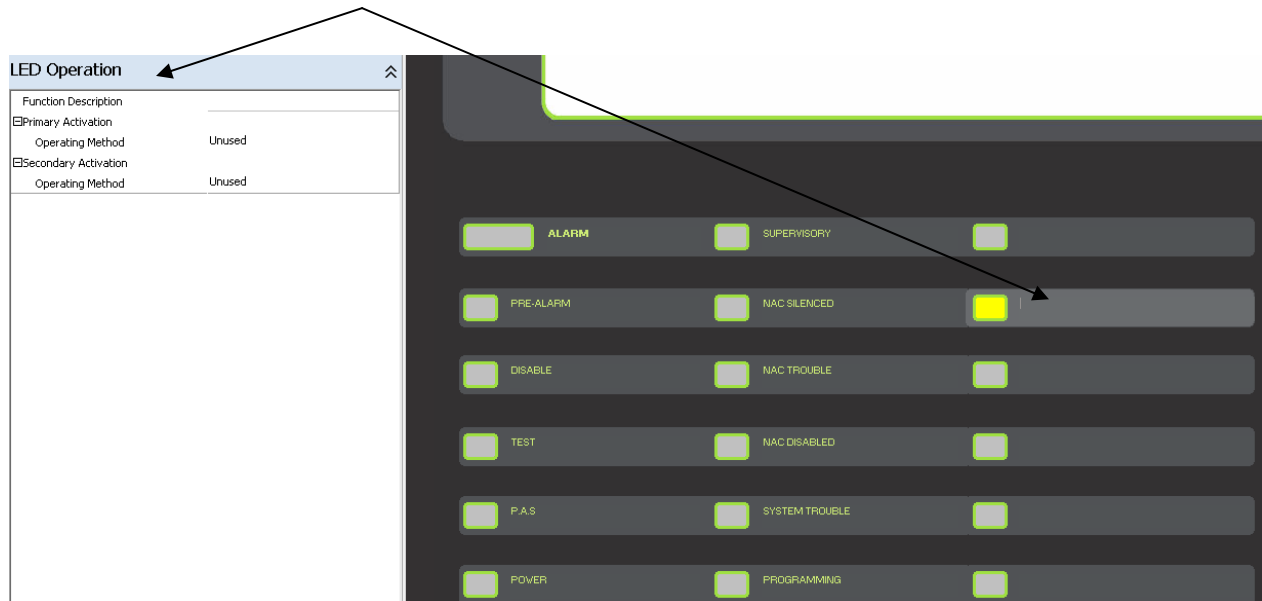 LED Operation
Function Description
Primary Activation
Operating Method Unused
Secondary Activation
Operating Method Unused
ALARM SUPERVISORY
PRE-ALARM NAC SILENCED
DISABLE NAC TROUBLE
TEST NAC DISABLED
P.A.S SYSTEM TROUBLE
POWER PROGRAMMING